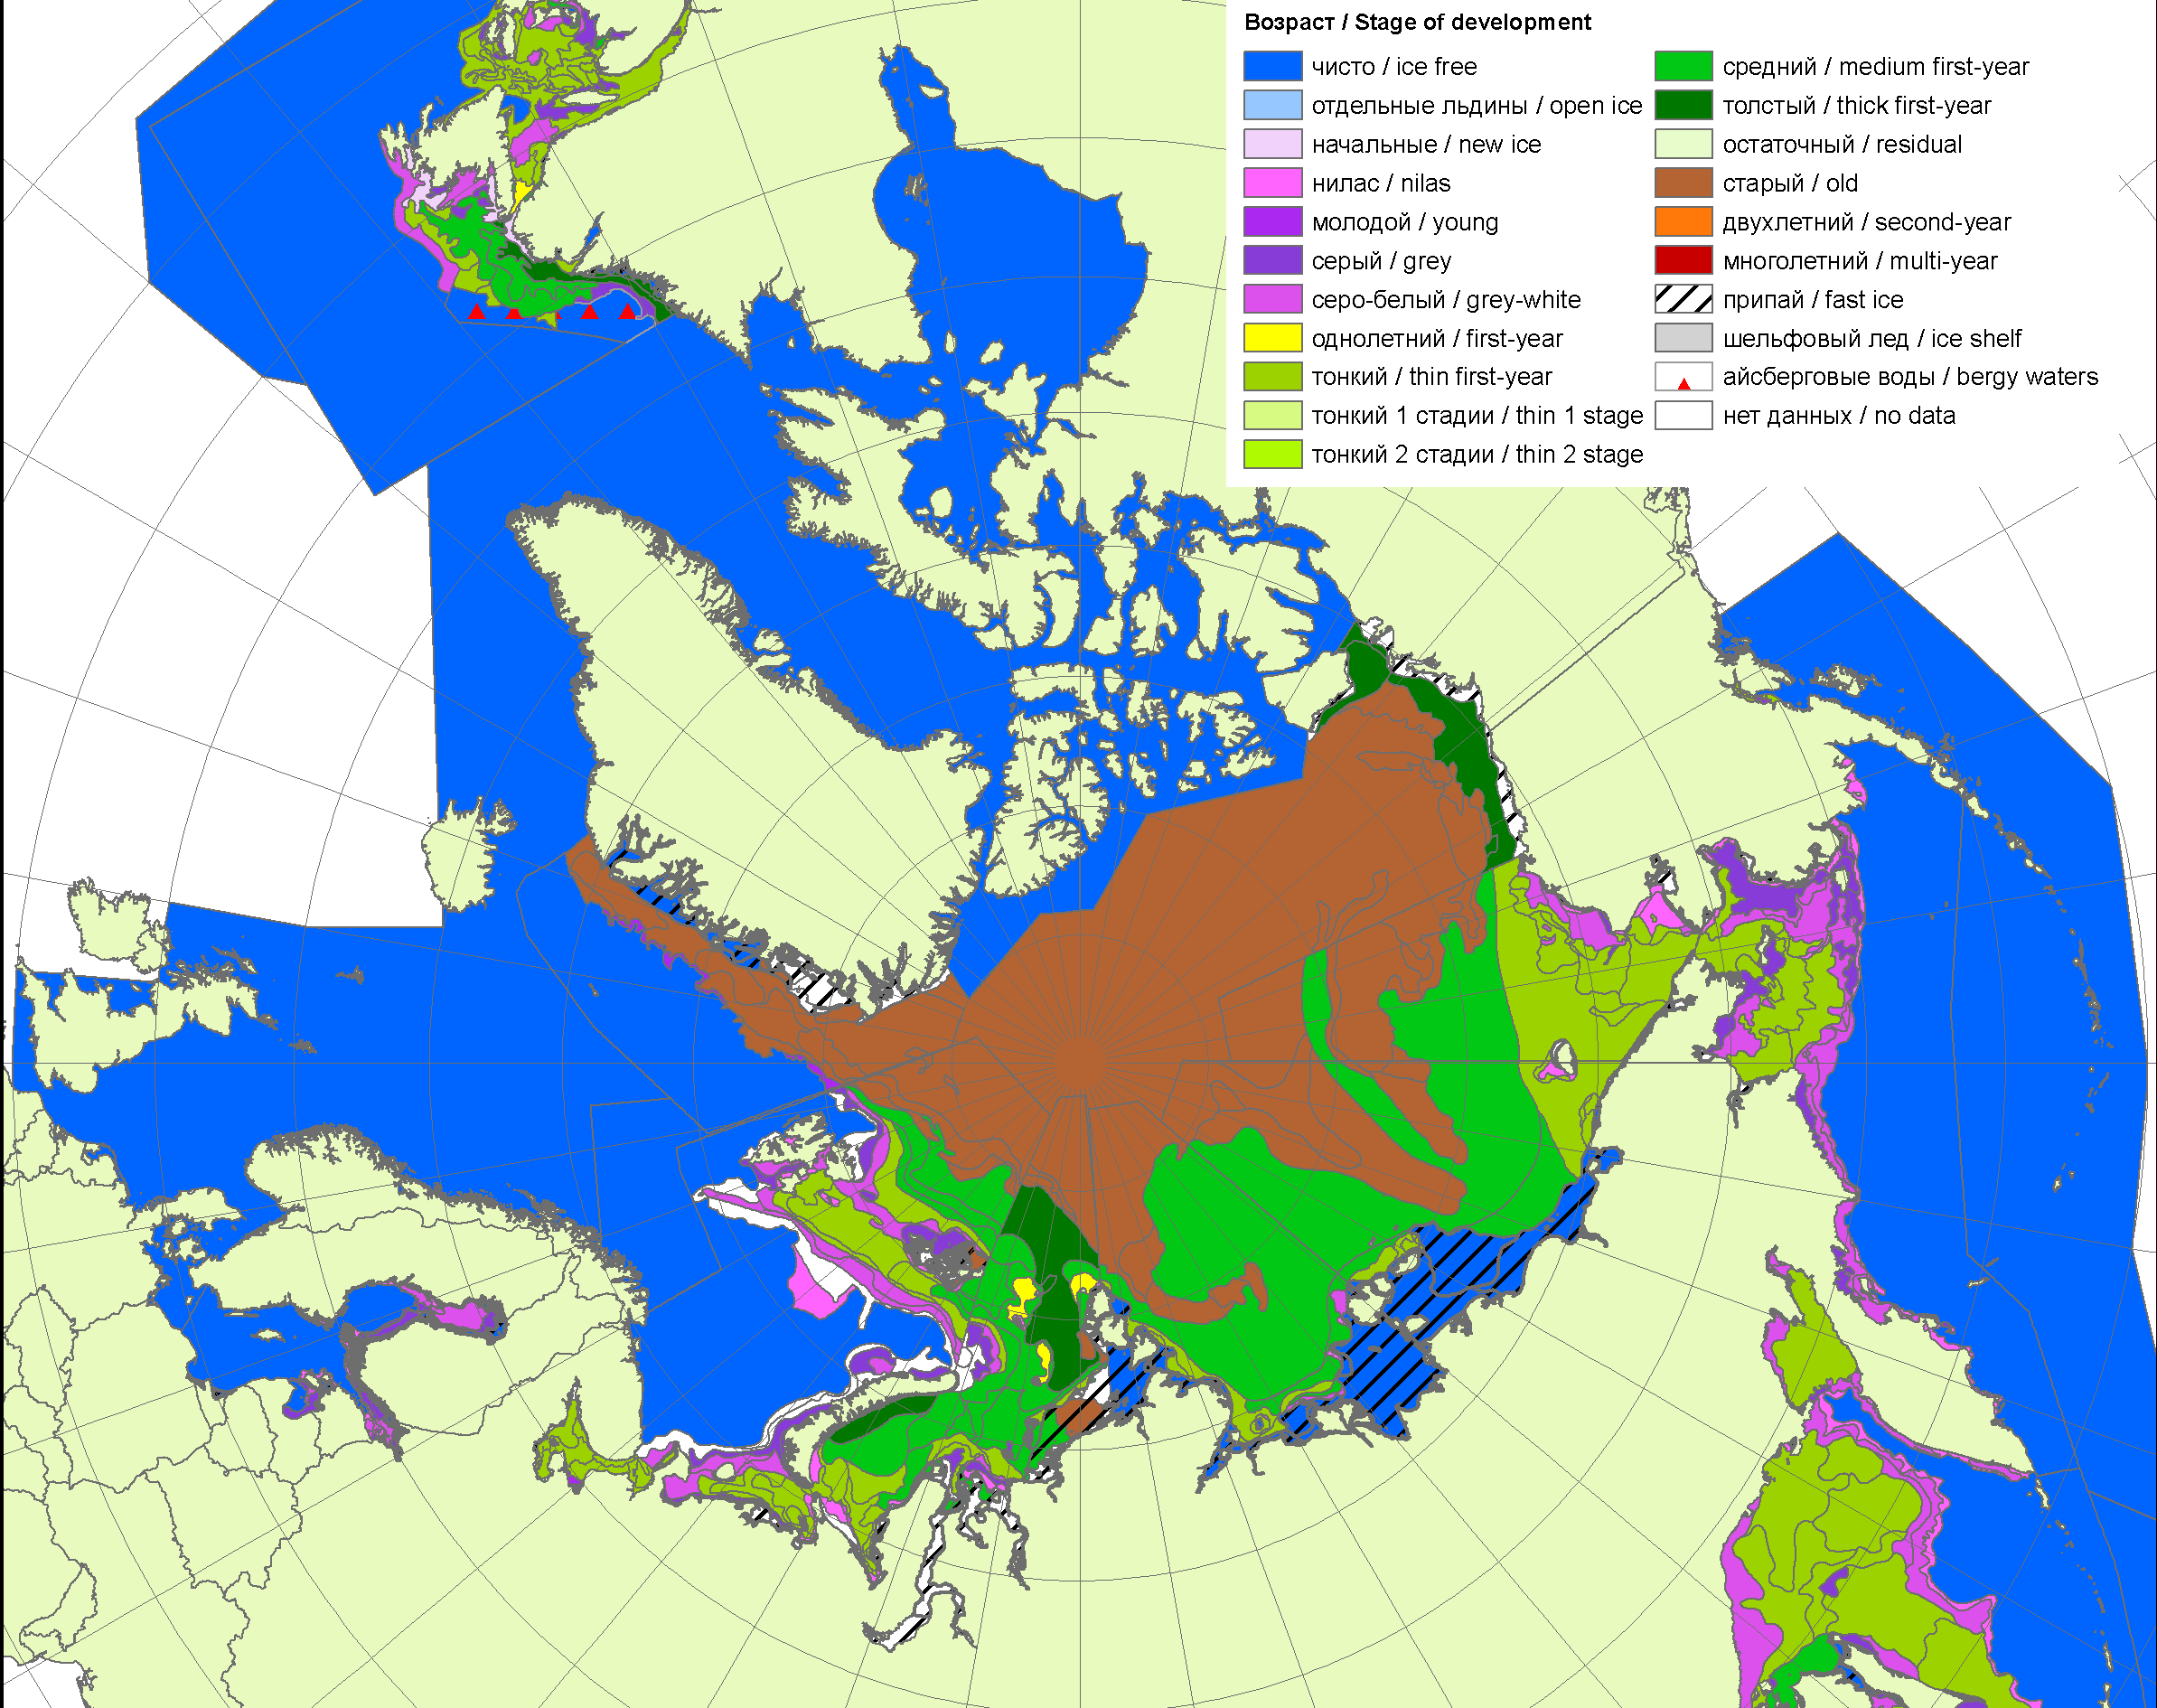 Возраст / Stage of development
чисто / ice free
отдельные льдины / open ice
начальные / new ice
нилас / nilas
молодой / young
серый / grey
серо-белый / grey-white
однолетний / first-year
тонкий / thin first-year
тонкий 1 стадии / thin 1 stage
тонкий 2 стадии / thin 2 stage
средний / medium first-year
толстый / thick first-year
остаточный / residual
старый / old
двухлетний / second-year
многолетний / multi-year
припай / fast ice
шельфовый лед / ice shelf
айсберговые воды / bergy waters
нет данных / no data